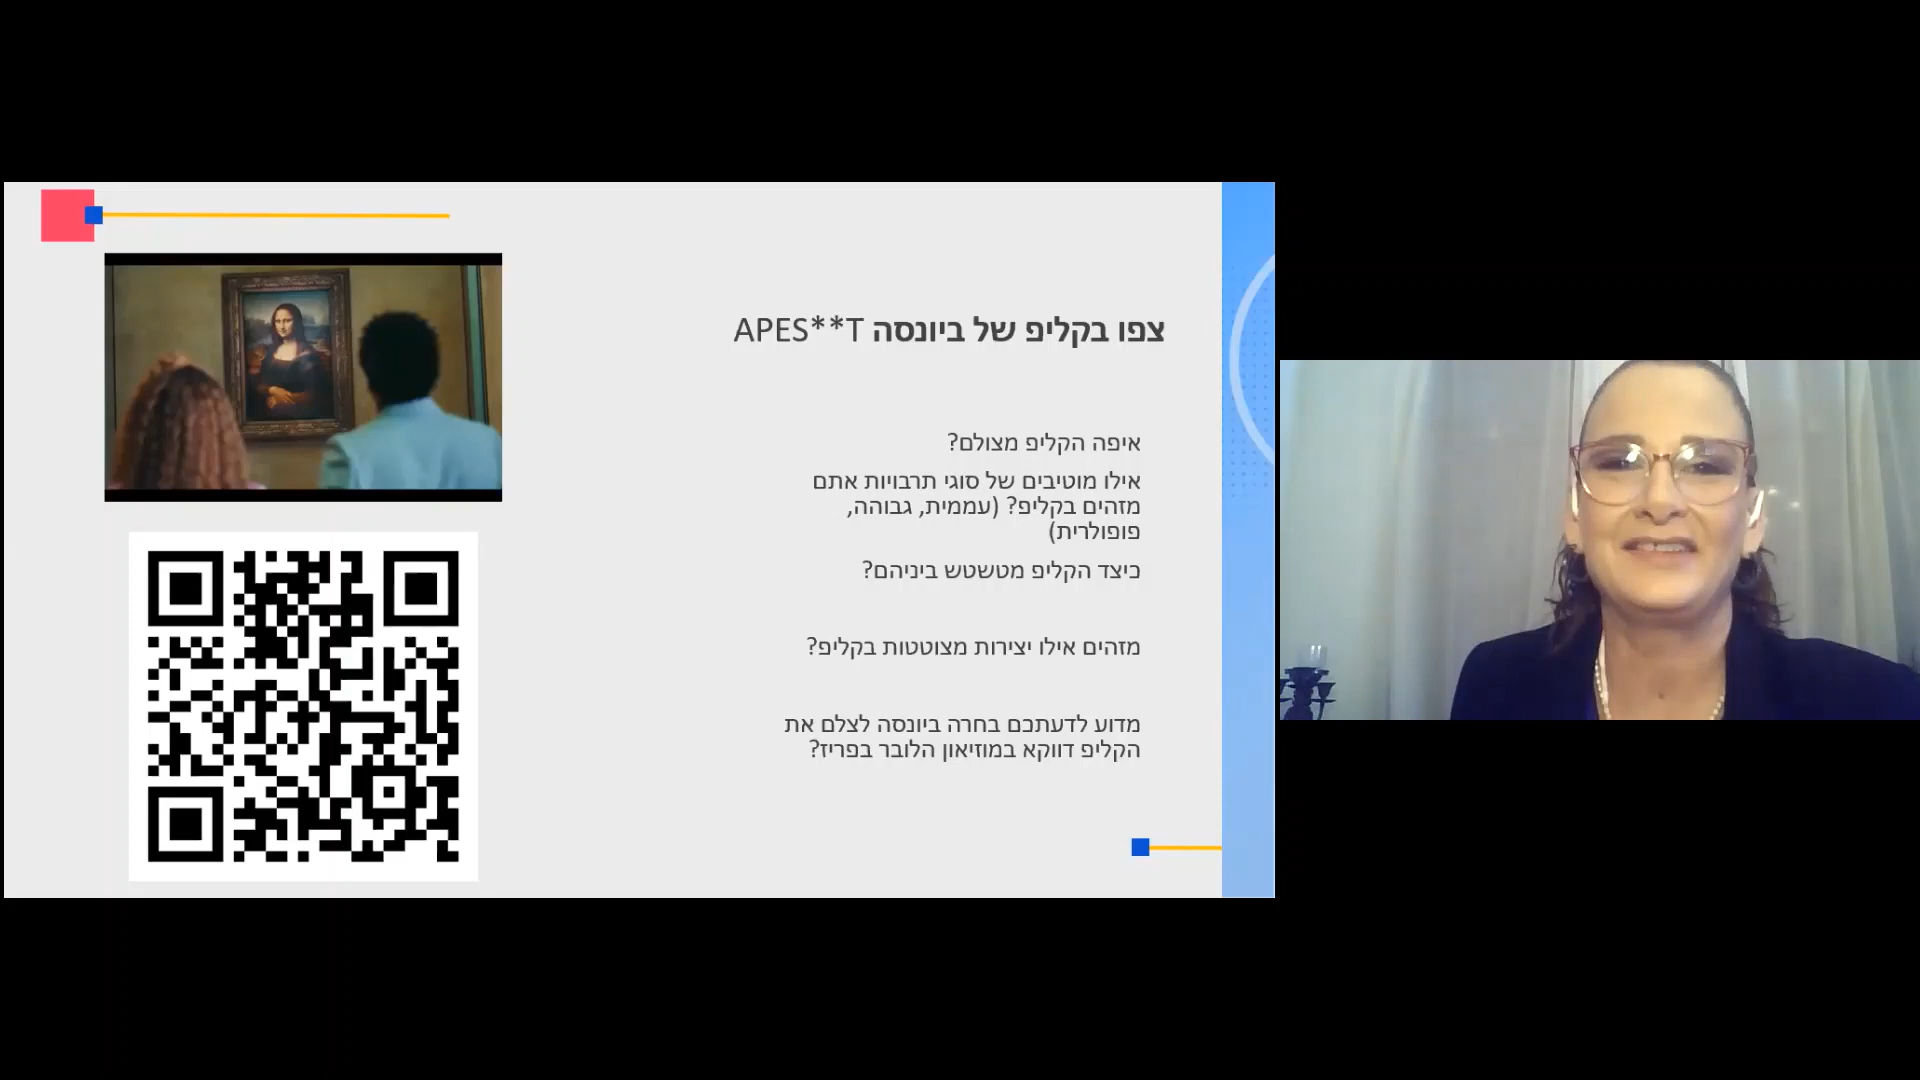 צפו בקליפ של ביונסה APES**T
איפה הקליפ מצולם?
אילו מוטיבים של סוגי תרבויות אתם
מזהים בקליפ? (עממית, גבוהה,
פופולרית)
כיצד הקליפ מטשטש ביניהם?
מזהים אילו יצירות מצוטטות בקליפ?
מדוע לדעתכם בחרה ביונסה לצלם את
הקליפ דווקא במוזיאון הלובר בפריז?